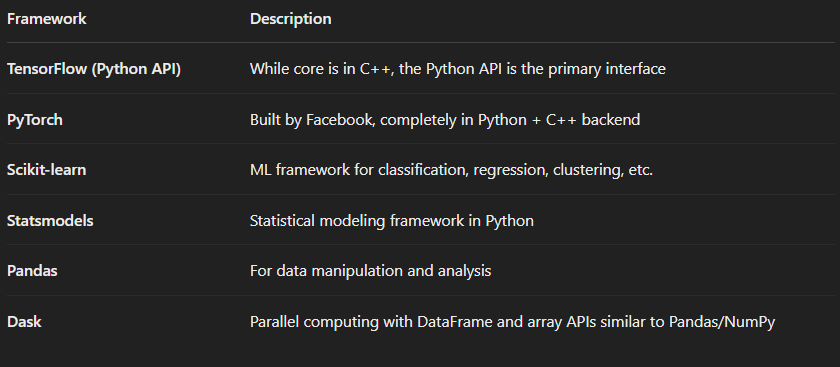 Framework Description
TensorFlow (Python API) While core is in C++, the Python API is the primary interface
PyTorch Built by Facebook, completely in Python + C++ backend
Scikit-learn ML framework for classification, regression, clustering, etc.
Statsmodels Statistical modeling framework in Python
Pandas For data manipulation and analysis
Dask Parallel computing with DataFrame and array APIs similar to Pandas/NumPy